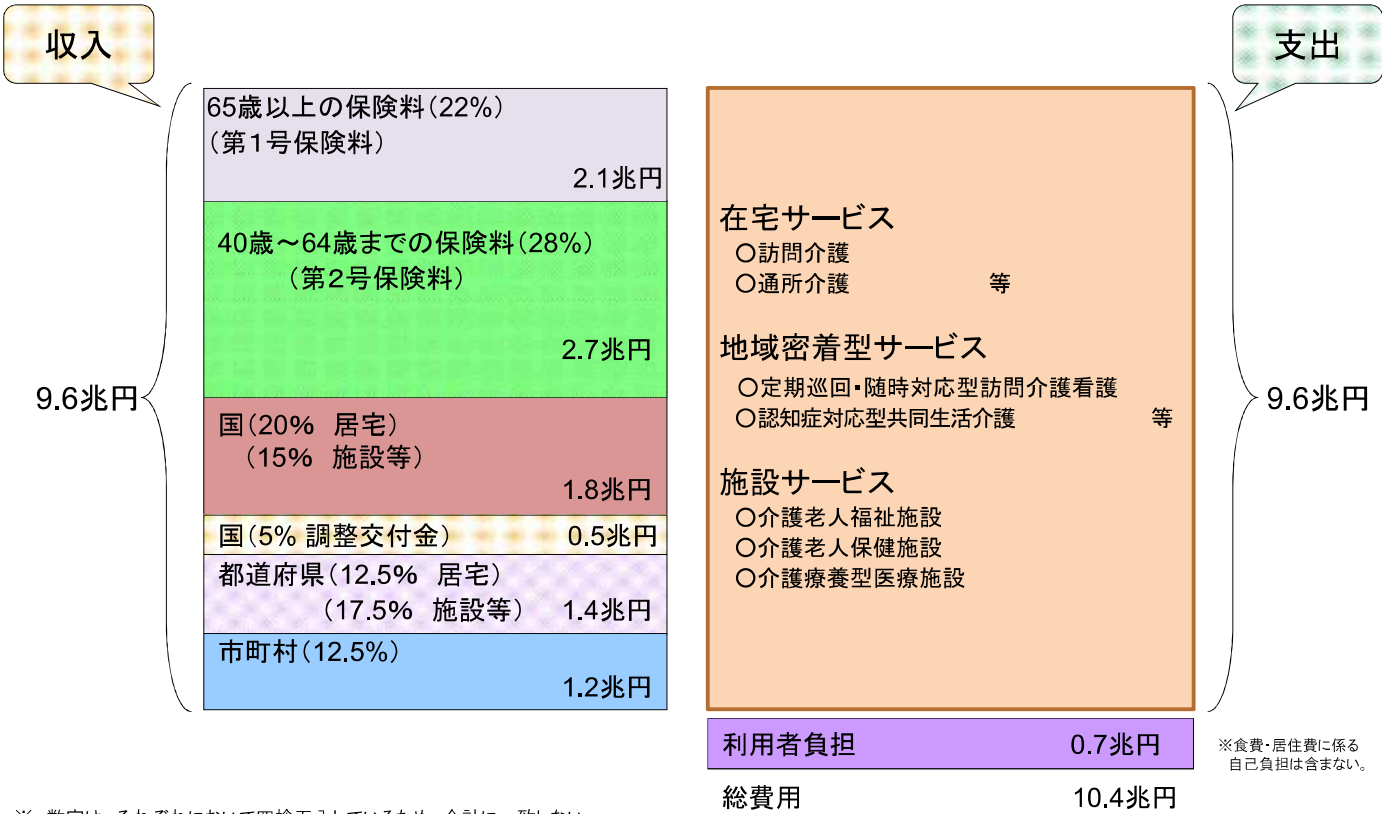 収入
支出
65歳以上の保険料(22%)
(第1号保険料)
2.1兆円
40歳～64歳までの保険料(28%)
(第2号保険料)
2.7兆円
国(20% 居宅)
(15% 施設等)
1.8兆円
国(5% 調整交付金) 0.5兆円
都道府県(12.5% 居宅)
(17.5% 施設等) 1.4兆円
市町村(12.5%)
1.2兆円
9.6兆円
在宅サービス
○訪問介護
○通所介護 等
地域密着型サービス
○定期巡回・随時対応型訪問介護看護
○認知症対応型共同生活介護 等
施設サービス
○介護老人福祉施設
○介護老人保健施設
○介護療養型医療施設
9.6兆円
利用者負担 0.7兆円
※食費・居住費に係る
自己負担は含まない。
総費用 10.4兆円